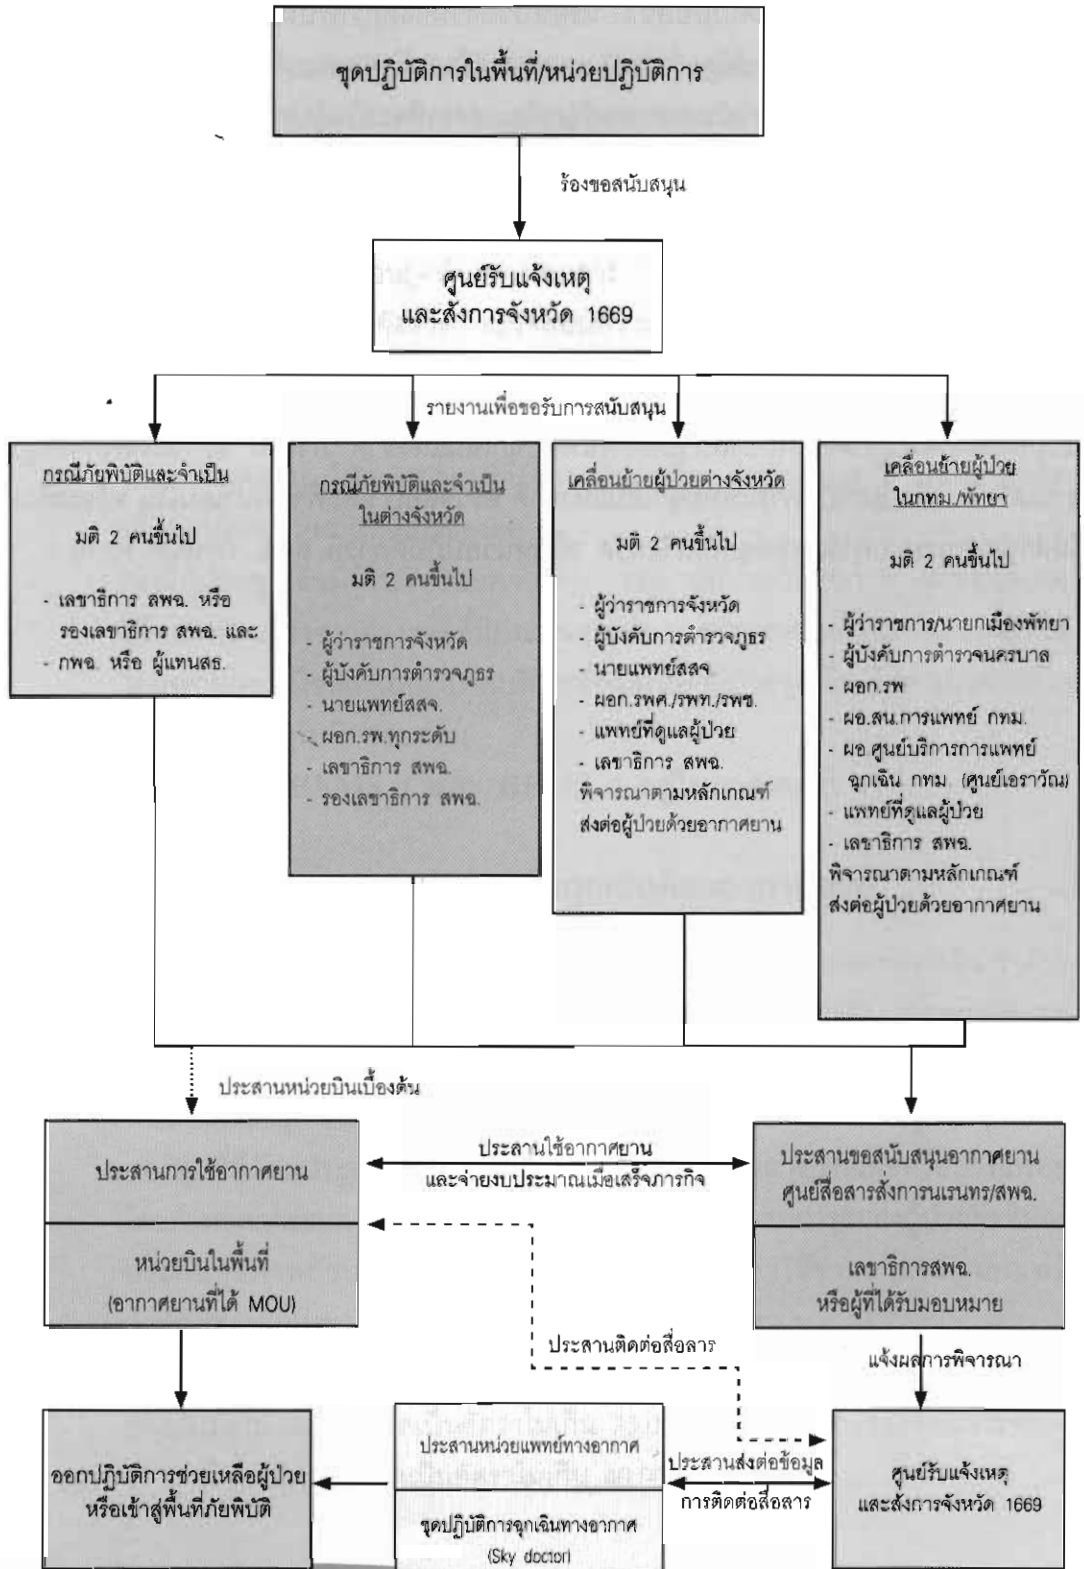 ชุดปฏิบัติการในพื้นที่/หน่วยปฏิบัติการ
ร้องขอสนับสนุน
ศูนย์รับแจ้งเหตุ
และสั่งการจังหวัด 1669
รายงานเพื่อขอรับการสนับสนุน
กรณีภัยพิบัติและจำเป็น
มติ 2 คนขึ้นไป
- เลขาธิการ สพฉ. หรือ
รองเลขาธิการ สพฉ. และ
- กพฉ. หรือ ผู้แทนสธ.
กรณีภัยพิบัติและจำเป็น
ในต่างจังหวัด
มติ 2 คนขึ้นไป
- ผู้ว่าราชการจังหวัด
- ผู้บังคับการตำรวจภูธร
- นายแพทย์สสจ.
- ผอก.รพ.ทุกระดับ
- เลขาธิการ สพฉ.
- รองเลขาธิการ สพฉ.
เคลื่อนย้ายผู้ป่วยต่างจังหวัด
มติ 2 คนขึ้นไป
- ผู้ว่าราชการจังหวัด
- ผู้บังคับการตำรวจภูธร
- นายแพทย์สสจ.
- ผอก.รพศ./รพท./รพช.
- แพทย์ที่ดูแลผู้ป่วย
- เลขาธิการ สพฉ.
พิจารณาตามหลักเกณฑ์
ส่งต่อผู้ป่วยด้วยอากาศยาน
เคลื่อนย้ายผู้ป่วย
ในกทม./พัทยา
มติ 2 คนขึ้นไป
- ผู้ว่าราชการ/นายกเมืองพัทยา
- ผู้บังคับการตำรวจนครบาล
- ผอก.รพ
- ผอ.สน.การแพทย์ กทม.
- ผอ ศูนย์บริการการแพทย์
ฉุกเฉิน กทม. (ศูนย์เอราวัณ)
- แพทย์ที่ดูแลผู้ป่วย
- เลขาธิการ สพฉ.
พิจารณาตามหลักเกณฑ์
ส่งต่อผู้ป่วยด้วยอากาศยาน
ประสานหน่วยบินเบื้องต้น
ประสานการใช้อากาศยาน
หน่วยบินในพื้นที่
(อากาศยานที่ได้ MOU)
ประสานใช้อากาศยาน
และจ่ายงบประมาณเมื่อเสร็จภารกิจ
ประสานขอสนับสนุนอากาศยาน
ศูนย์สื่อสารสั่งการนเรนทร/สพฉ.
เลขาธิการสพฉ.
หรือผู้ที่ได้รับมอบหมาย
ประสานติดต่อสื่อสาร
แจ้งผลการพิจารณา
ออกปฏิบัติการช่วยเหลือผู้ป่วย
หรือเข้าสู่พื้นที่ภัยพิบัติ
ประสานหน่วยแพทย์ทางอากาศ
ชุดปฏิบัติการฉุกเฉินทางอากาศ
(Sky doctor)
ประสานส่งต่อข้อมูล
การติดต่อสื่อสาร
ศูนย์รับแจ้งเหตุ
และสั่งการจังหวัด 1669